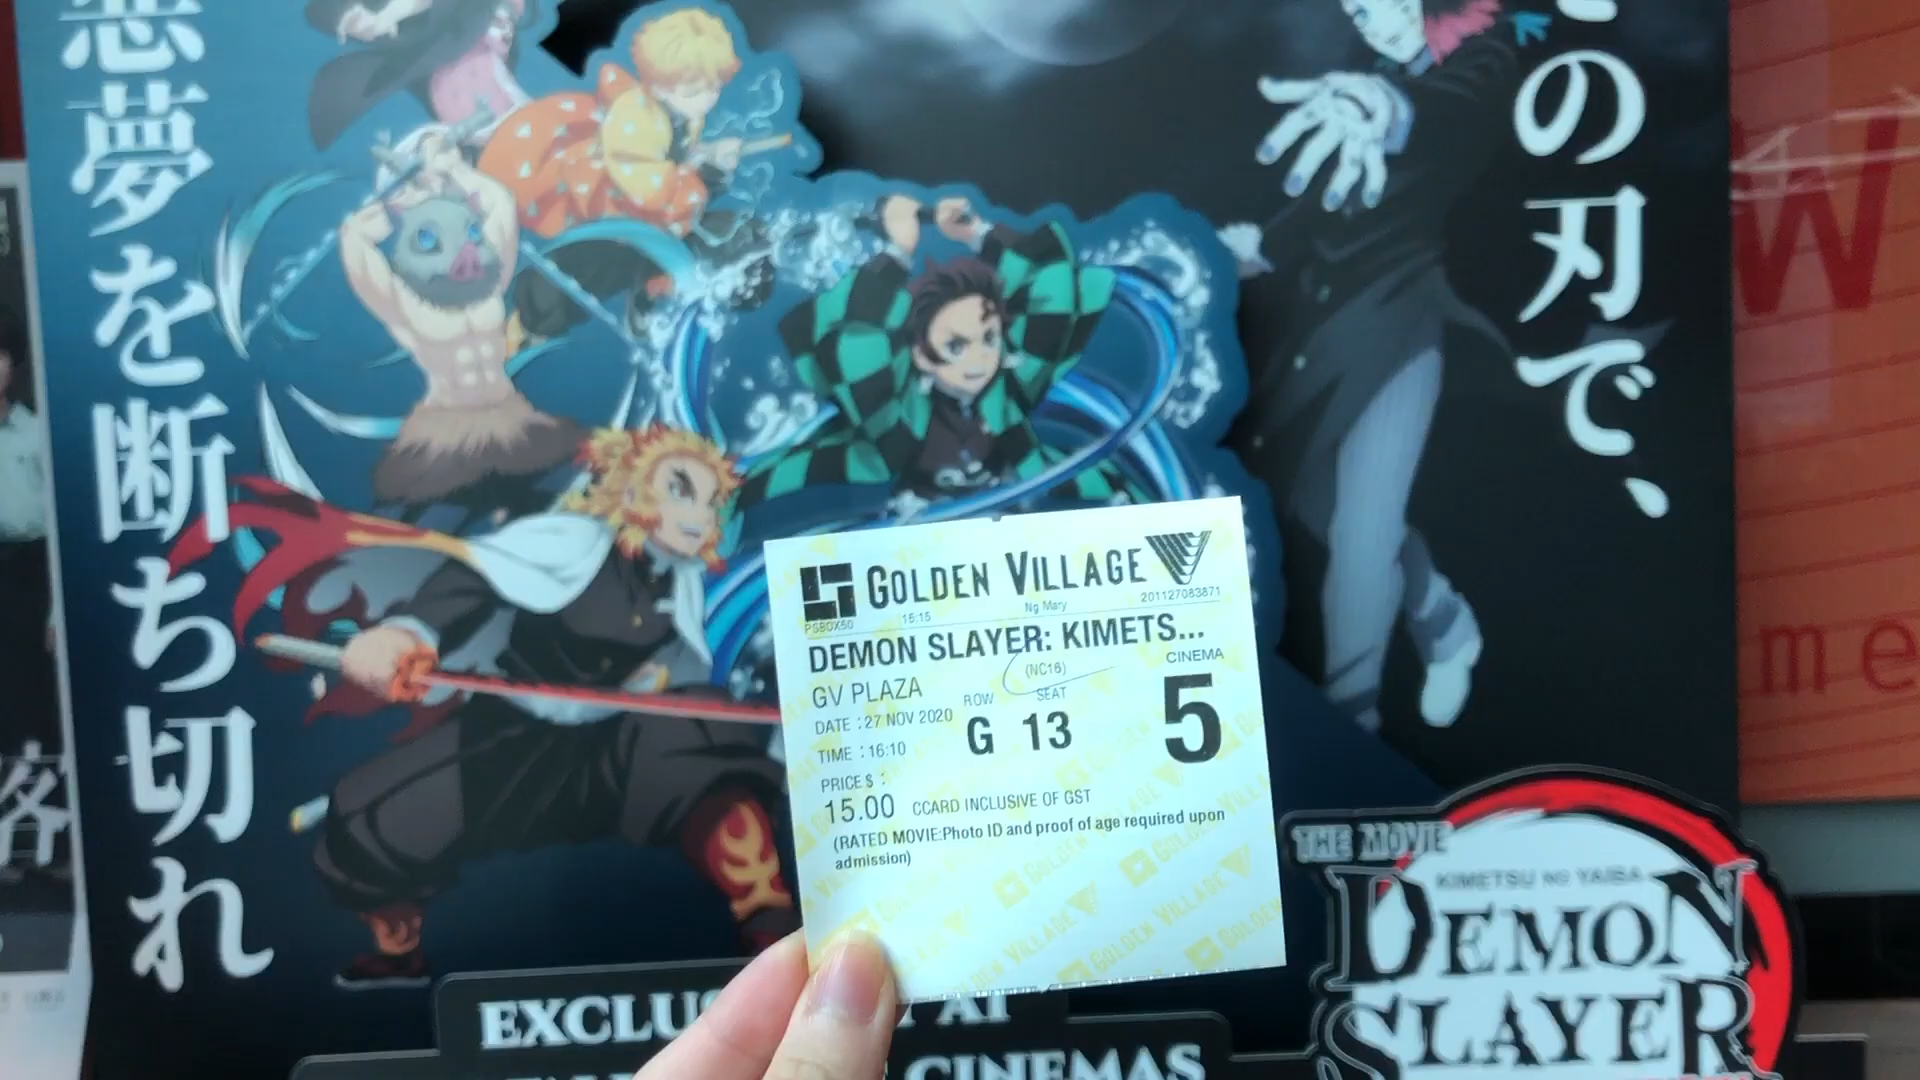 この刃で、
悪夢を断ち切れ
GOLDEN VILLAGE
PSBOX50 15:15 Ng Mary 201127083871
DEMON SLAYER: KIMETS...
(NC16) CINEMA
GV PLAZA ROW SEAT
DATE :27 NOV 2020 G 13 5
TIME :16:10
PRICE $ :
15.00 CCARD INCLUSIVE OF GST
(RATED MOVIE:Photo ID and proof of age required upon
admission)
THE MOVIE
KIMETSU NO YAIBA
DEMON
SLAYER
CINEMAS
W
me
客